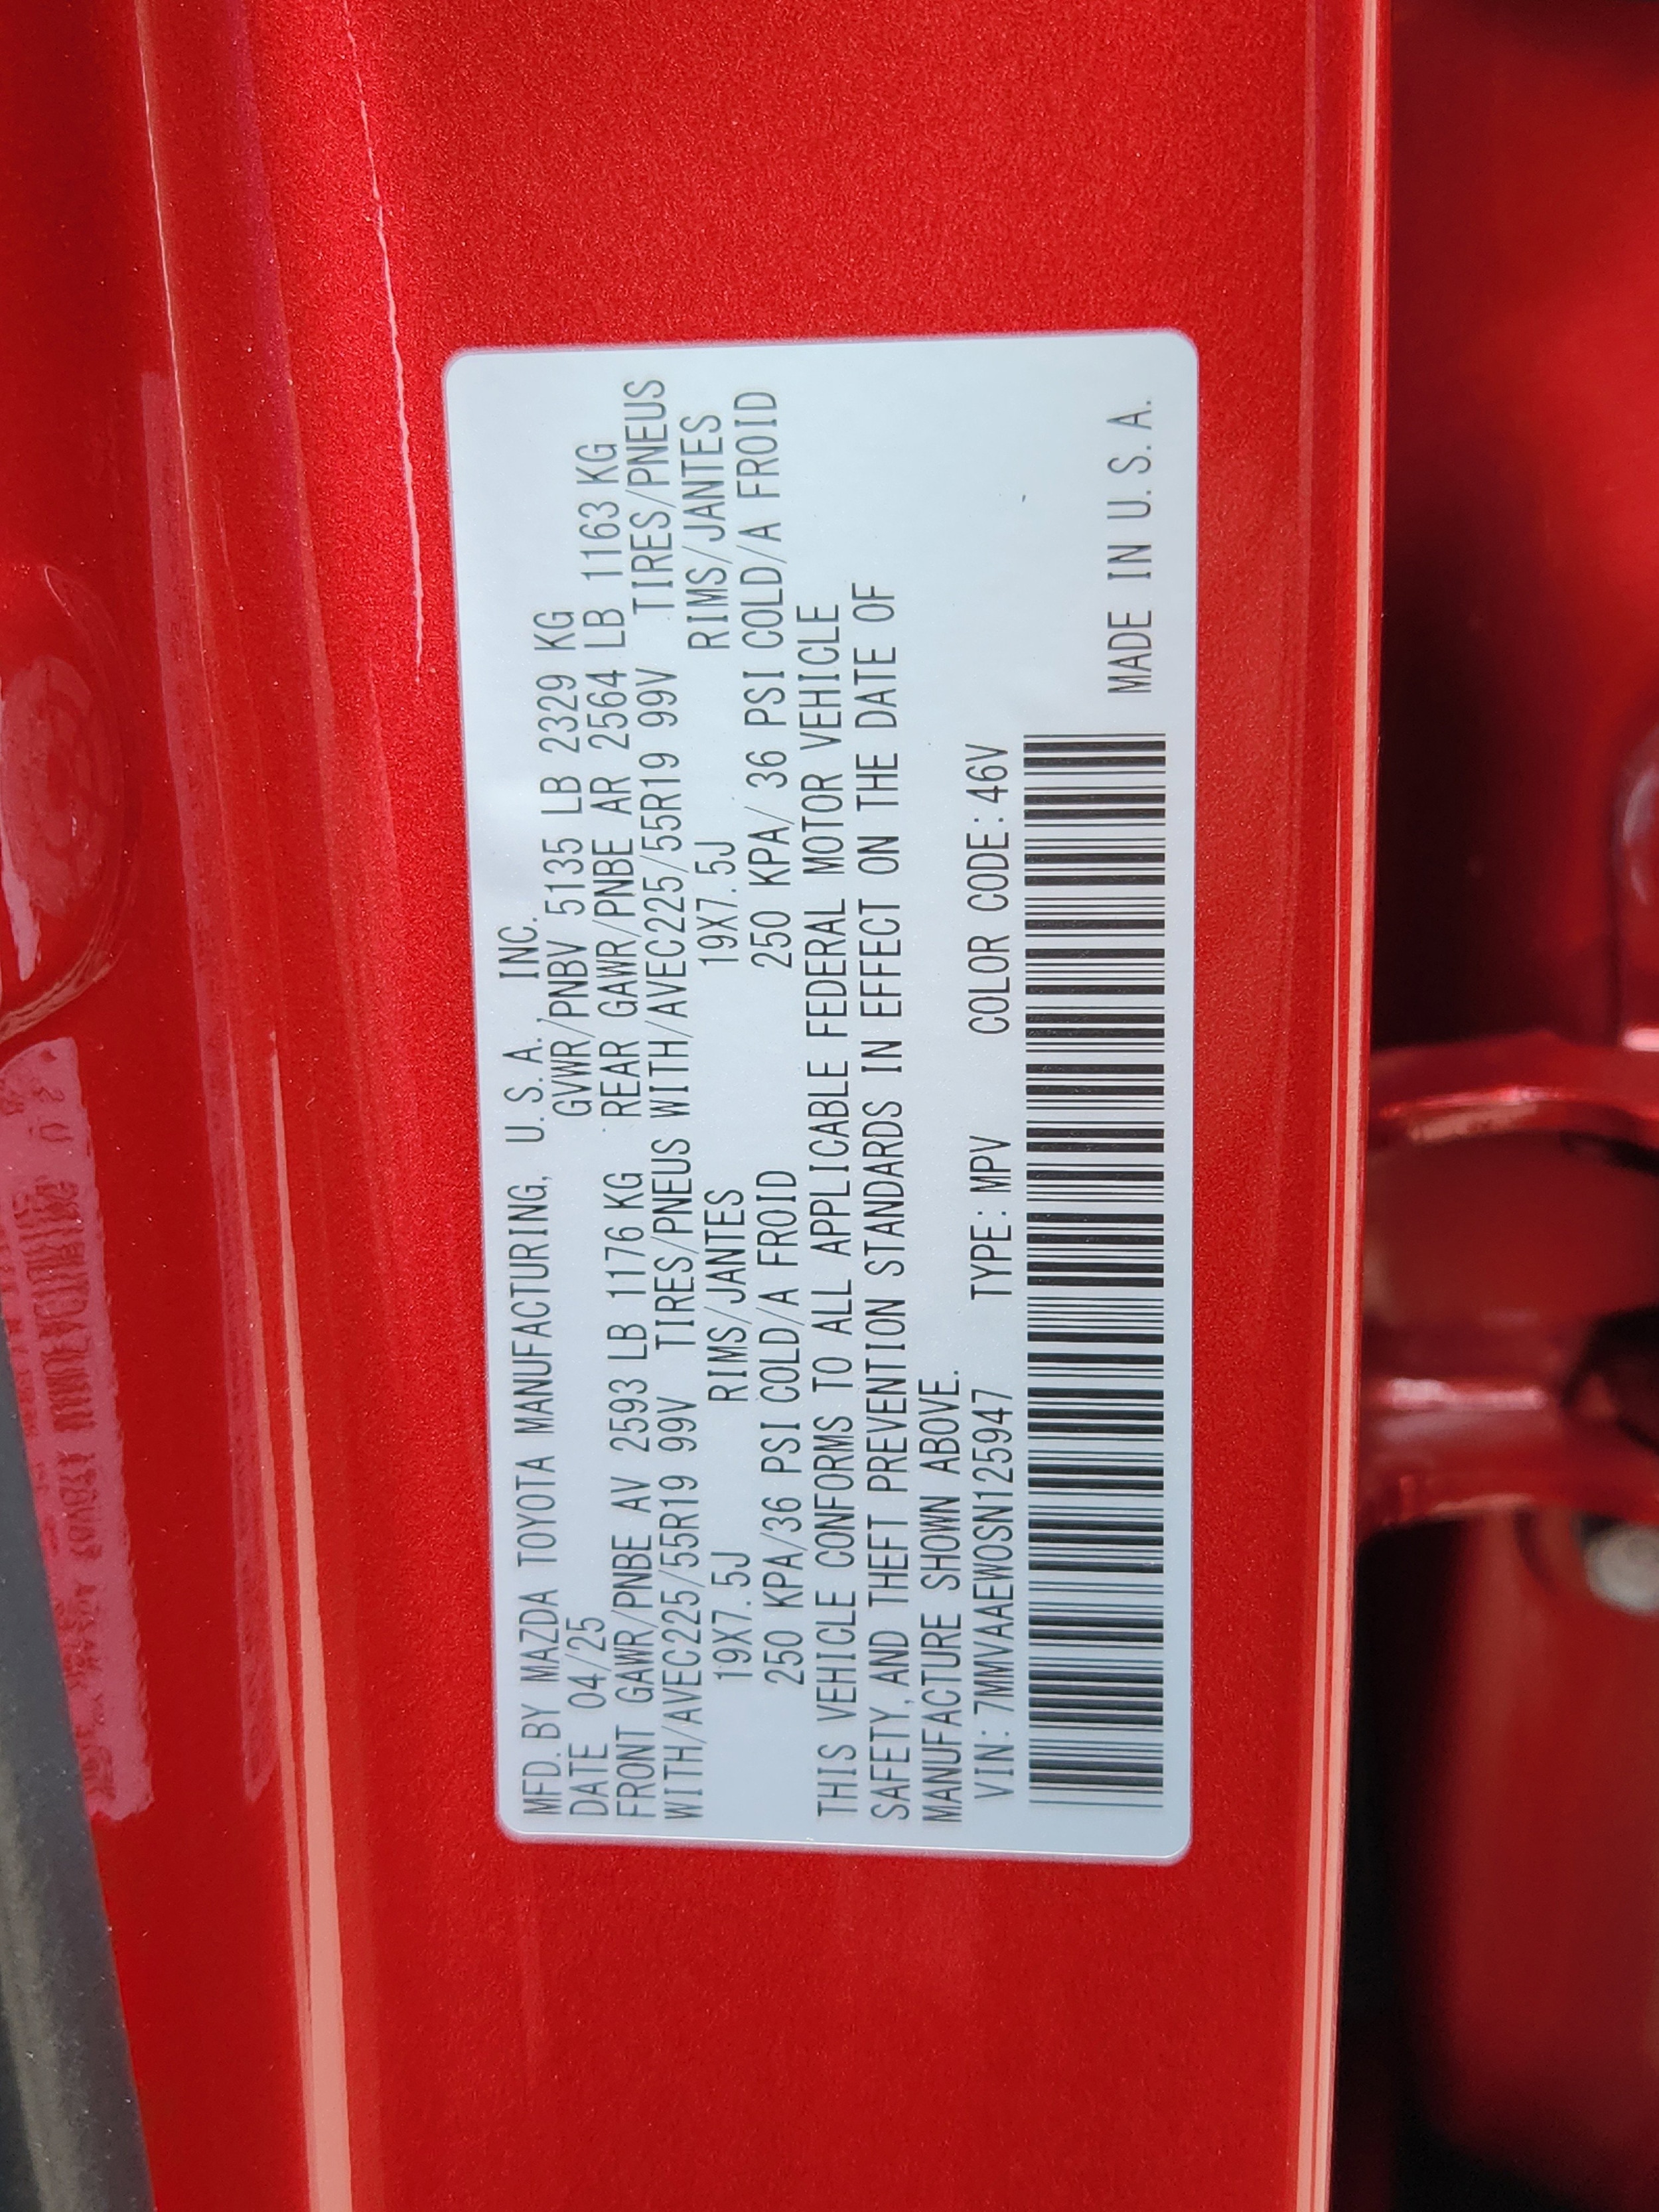 MFD. BY MAZDA TOYOTA MANUFACTURING, U. S. A. INC.
DATE 04/25 GVWR/PNBV 5135 LB 2329 KG
FRONT GAWR/PNBE AV 2593 LB 1176 KG REAR GAWR/PNBE AR 2564 LB 1163 KG
WITH/AVEC225/55R19 99V TIRES/PNEUS WITH/AVEC225/55R19 99V TIRES/PNEUS
19X7. 5J RIMS/JANTES 19X7. 5J RIMS/JANTES
250 KPA/36 PSI COLD/A FROID 250 KPA/ 36 PSI COLD/A FROID
THIS VEHICLE CONFORMS TO ALL APPLICABLE FEDERAL MOTOR VEHICLE
SAFETY, AND THEFT PREVENTION STANDARDS IN EFFECT ON THE DATE OF
MANUFACTURE SHOWN ABOVE.
VIN: 7MMVAAEW0SN125947 TYPE: MPV COLOR CODE: 46V
MADE IN U. S. A.